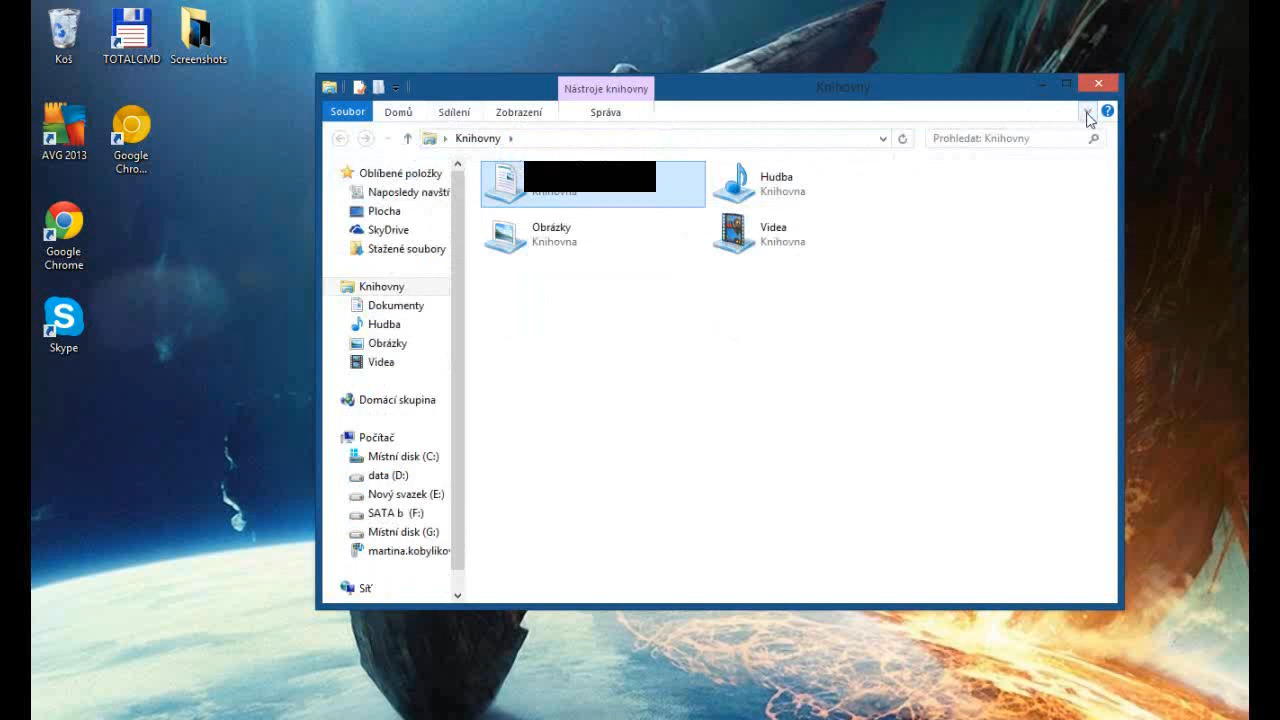 Koš
TOTALCMD
Screenshots
AVG 2013
Google
Chro...
Google
Chrome
Skype
Nástroje knihovny
Knihovny
Soubor
Domů
Sdílení
Zobrazení
Správa
Knihovny
Prohledat: Knihovny
Oblíbené položky
Naposledy navští
Plocha
SkyDrive
Stažené soubory
Knihovny
Dokumenty
Hudba
Obrázky
Videa
Domácí skupina
Počítač
Místní disk (C:)
data (D:)
Nový svazek (E:)
SATA b (F:)
Místní disk (G:)
martina.kobyliko
Síť
Knihovna
Hudba
Knihovna
Obrázky
Knihovna
Videa
Knihovna